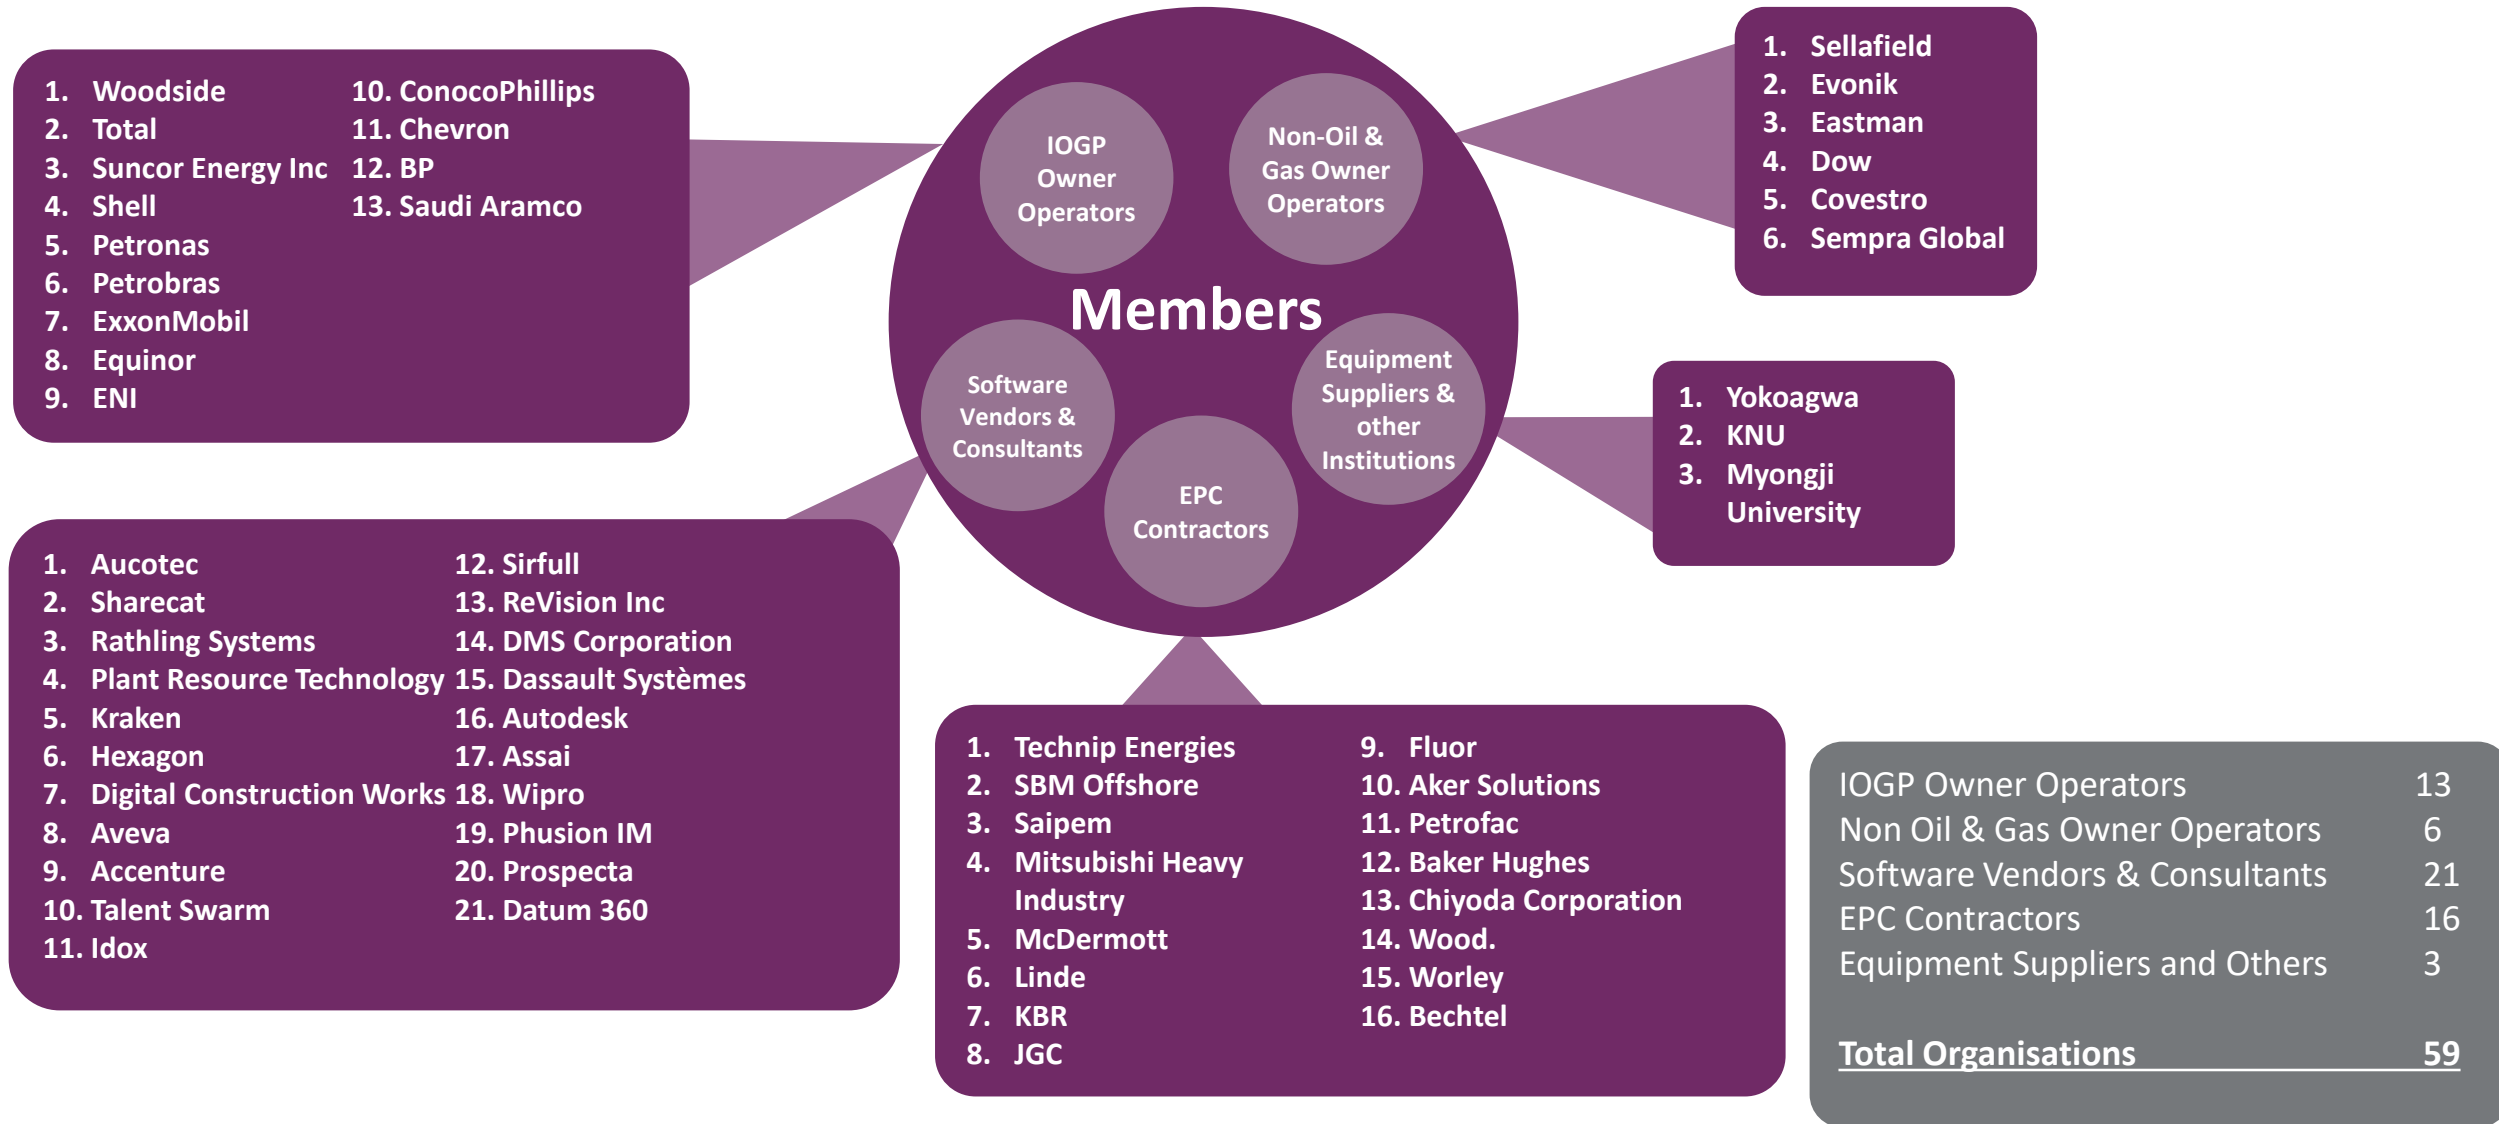 1. Woodside
2. Total
3. Suncor Energy Inc
4. Shell
5. Petronas
6. Petrobras
7. ExxonMobil
8. Equinor
9. ENI
10. ConocoPhillips
11. Chevron
12. BP
13. Saudi Aramco
IOGP
Owner
Operators
Non-Oil &
Gas Owner
Operators
Members
Software
Vendors &
Consultants
Equipment
Suppliers &
other
Institutions
EPC
Contractors
1. Sellafield
2. Evonik
3. Eastman
4. Dow
5. Covestro
6. Sempra Global
1. Yokoagwa
2. KNU
3. Myongji
University
1. Aucotec
2. Sharecat
3. Rathling Systems
4. Plant Resource Technology
5. Kraken
6. Hexagon
7. Digital Construction Works
8. Aveva
9. Accenture
10. Talent Swarm
11. Idox
12. Sirfull
13. ReVision Inc
14. DMS Corporation
15. Dassault Systèmes
16. Autodesk
17. Assai
18. Wipro
19. Phusion IM
20. Prospecta
21. Datum 360
1. Technip Energies
2. SBM Offshore
3. Saipem
4. Mitsubishi Heavy
Industry
5. McDermott
6. Linde
7. KBR
8. JGC
9. Fluor
10. Aker Solutions
11. Petrofac
12. Baker Hughes
13. Chiyoda Corporation
14. Wood.
15. Worley
16. Bechtel
IOGP Owner Operators 13
Non Oil & Gas Owner Operators 6
Software Vendors & Consultants 21
EPC Contractors 16
Equipment Suppliers and Others 3
Total Organisations 59